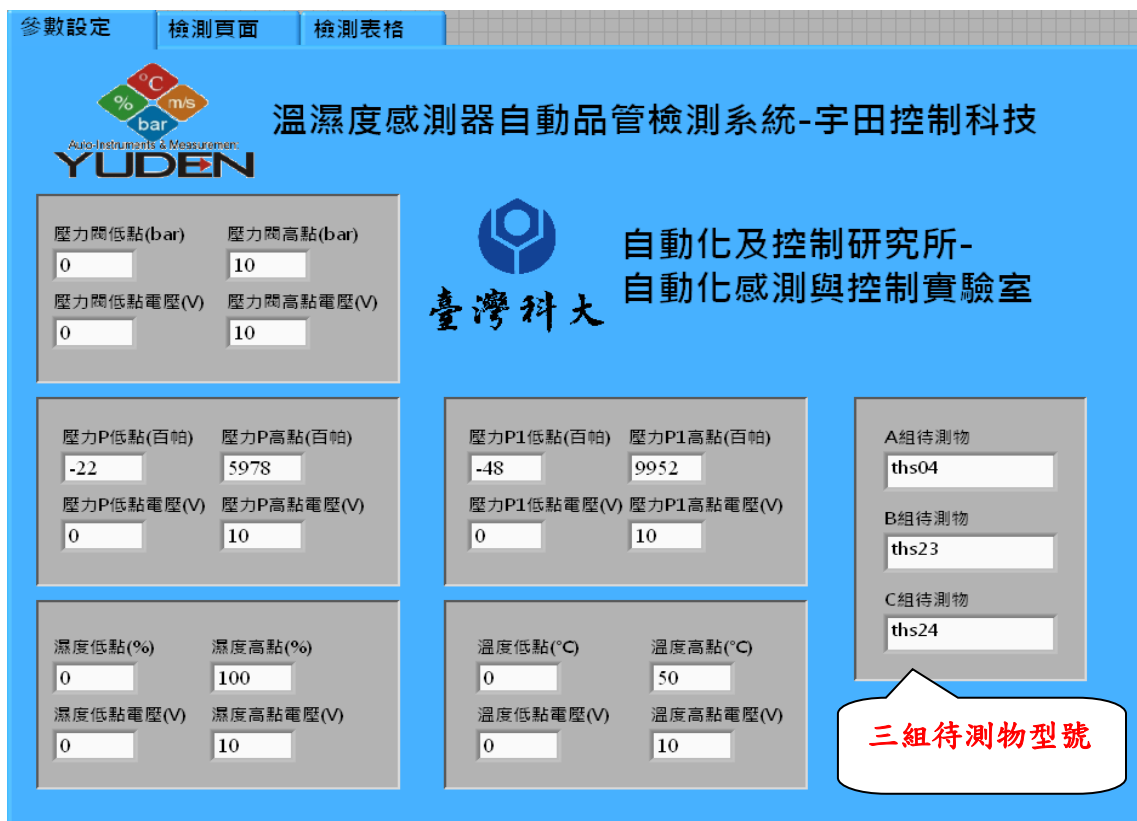 參數設定 檢測頁面 檢測表格
°C
% m/s
bar
Auto-Instruments & Measurement
YUDEN
溫濕度感測器自動品管檢測系統-宇田控制科技
臺灣科大
自動化及控制研究所-
自動化感測與控制實驗室
壓力閥低點(bar) 壓力閥高點(bar)
0 10
壓力閥低點電壓(V) 壓力閥高點電壓(V)
0 10
壓力P低點(百帕) 壓力P高點(百帕)
-22 5978
壓力P低點電壓(V) 壓力P高點電壓(V)
0 10
壓力P1低點(百帕) 壓力P1高點(百帕)
-48 9952
壓力P1低點電壓(V) 壓力P1高點電壓(V)
0 10
A組待測物
ths04
B組待測物
ths23
C組待測物
ths24
濕度低點(%) 濕度高點(%)
0 100
濕度低點電壓(V) 濕度高點電壓(V)
0 10
溫度低點(°C) 溫度高點(°C)
0 50
溫度低點電壓(V) 溫度高點電壓(V)
0 10
三組待測物型號